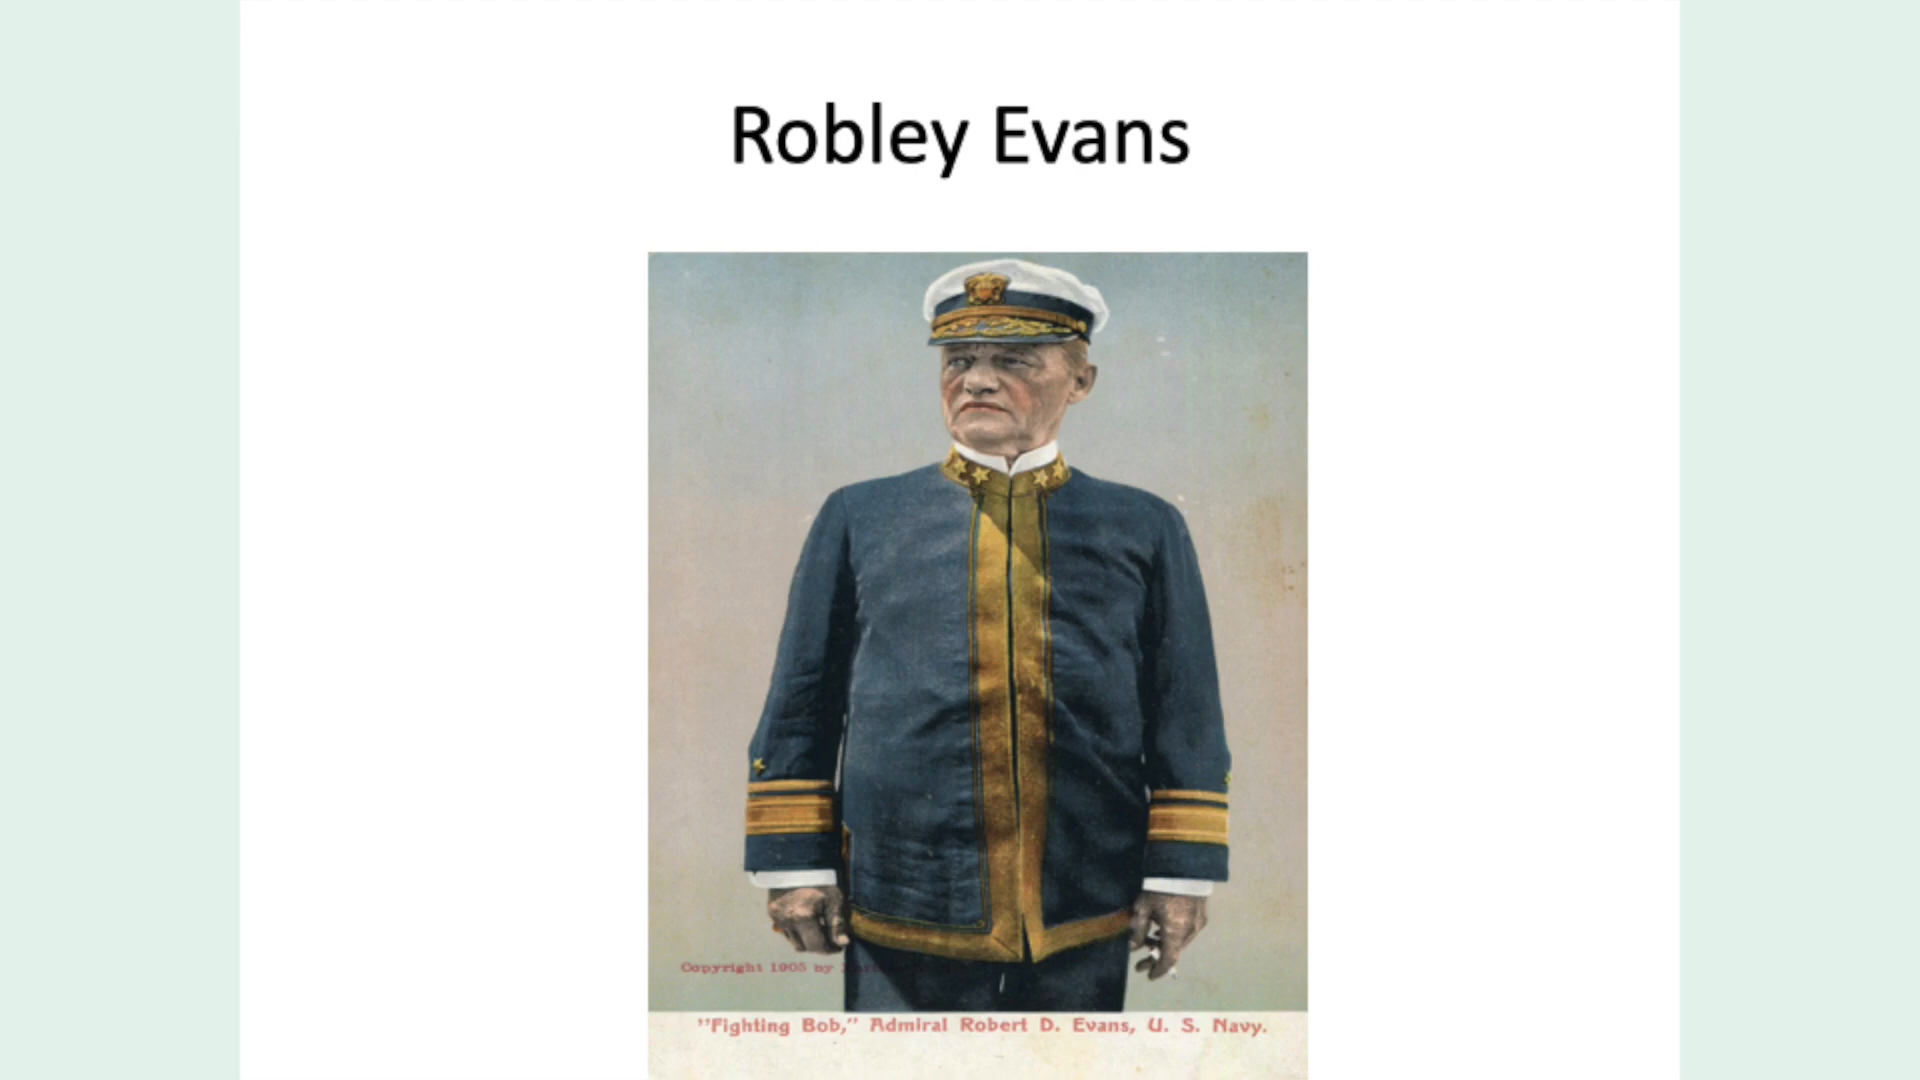 Robley Evans
Copyright 1905 by
"Fighting Bob," Admiral Robert D. Evans, U. S. Navy.